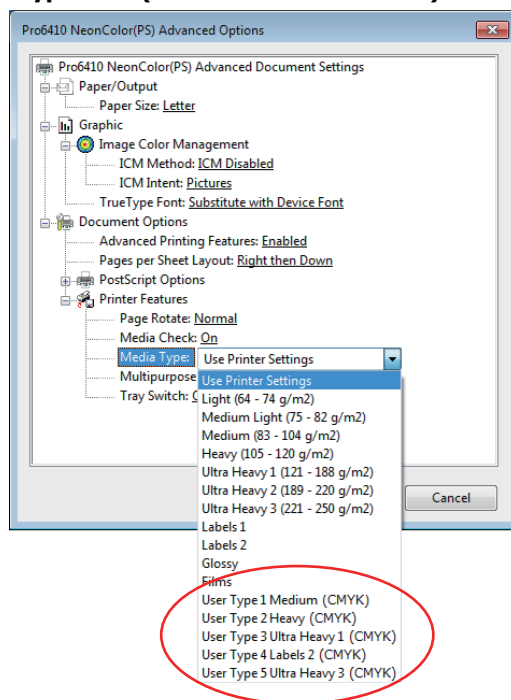 Pro6410 NeonColor(PS) Advanced Options
Pro6410 NeonColor(PS) Advanced Document Settings
Paper/Output
Paper Size: Letter
Graphic
Image Color Management
ICM Method: ICM Disabled
ICM Intent: Pictures
TrueType Font: Substitute with Device Font
Document Options
Advanced Printing Features: Enabled
Pages per Sheet Layout: Right then Down
PostScript Options
Printer Features
Page Rotate: Normal
Media Check: On
Media Type: Use Printer Settings
Multipurpose
Tray Switch:
Use Printer Settings
Light (64 - 74 g/m2)
Medium Light (75 - 82 g/m2)
Medium (83 - 104 g/m2)
Heavy (105 - 120 g/m2)
Ultra Heavy 1 (121 - 188 g/m2)
Ultra Heavy 2 (189 - 220 g/m2)
Ultra Heavy 3 (221 - 250 g/m2)
Labels 1
Labels 2
Glossy
Films
User Type 1 Medium (CMYK)
User Type 2 Heavy (CMYK)
User Type 3 Ultra Heavy 1 (CMYK)
User Type 4 Labels 2 (CMYK)
User Type 5 Ultra Heavy 3 (CMYK)
Cancel